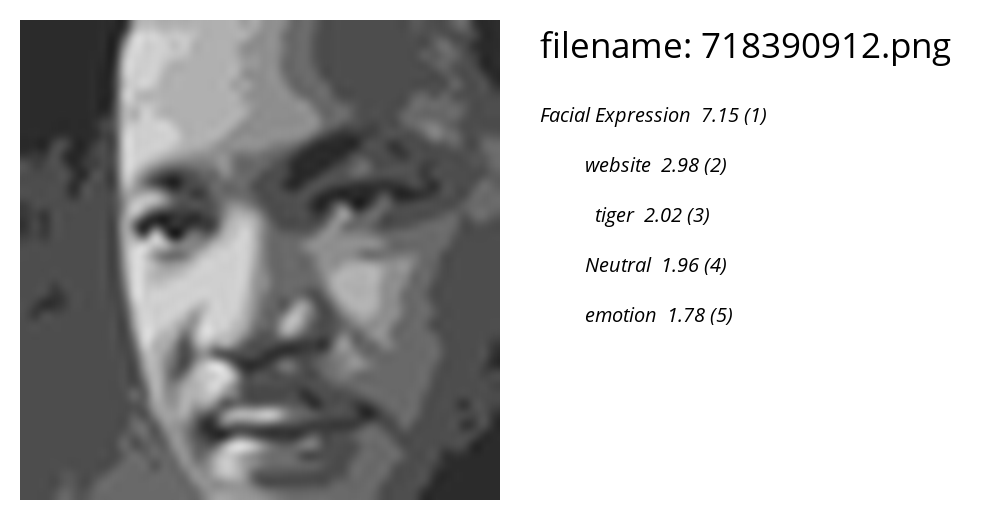 filename: 718390912.png
Facial Expression 7.15 (1)
website 2.98 (2)
tiger 2.02 (3)
Neutral 1.96 (4)
emotion 1.78 (5)